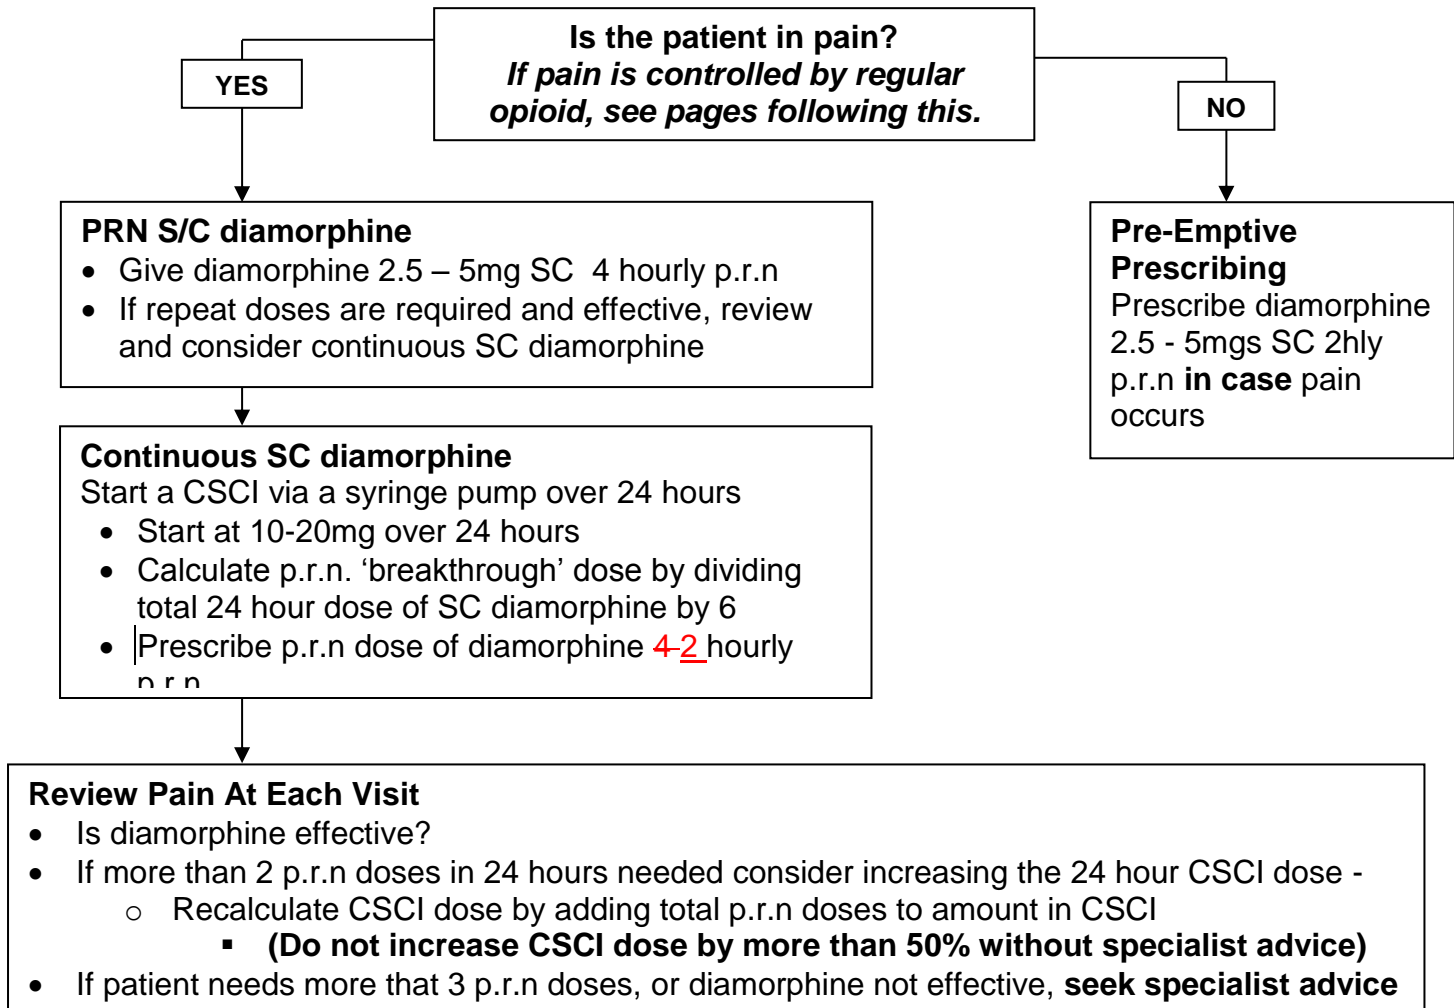 Is the patient in pain?
If pain is controlled by regular
opioid, see pages following this.
YES
NO
PRN S/C diamorphine
• Give diamorphine 2.5 – 5mg SC  4 hourly p.r.n
• If repeat doses are required and effective, review
and consider continuous SC diamorphine
Pre-Emptive
Prescribing
Prescribe diamorphine
2.5 - 5mgs SC 2hly
p.r.n in case pain
occurs
Continuous SC diamorphine
Start a CSCI via a syringe pump over 24 hours
• Start at 10-20mg over 24 hours
• Calculate p.r.n. ‘breakthrough’ dose by dividing
total 24 hour dose of SC diamorphine by 6
• Prescribe p.r.n dose of diamorphine 4 2 hourly
p.r.n
Review Pain At Each Visit
• Is diamorphine effective?
• If more than 2 p.r.n doses in 24 hours needed consider increasing the 24 hour CSCI dose -
o Recalculate CSCI dose by adding total p.r.n doses to amount in CSCI
▪ (Do not increase CSCI dose by more than 50% without specialist advice)
• If patient needs more that 3 p.r.n doses, or diamorphine not effective, seek specialist advice